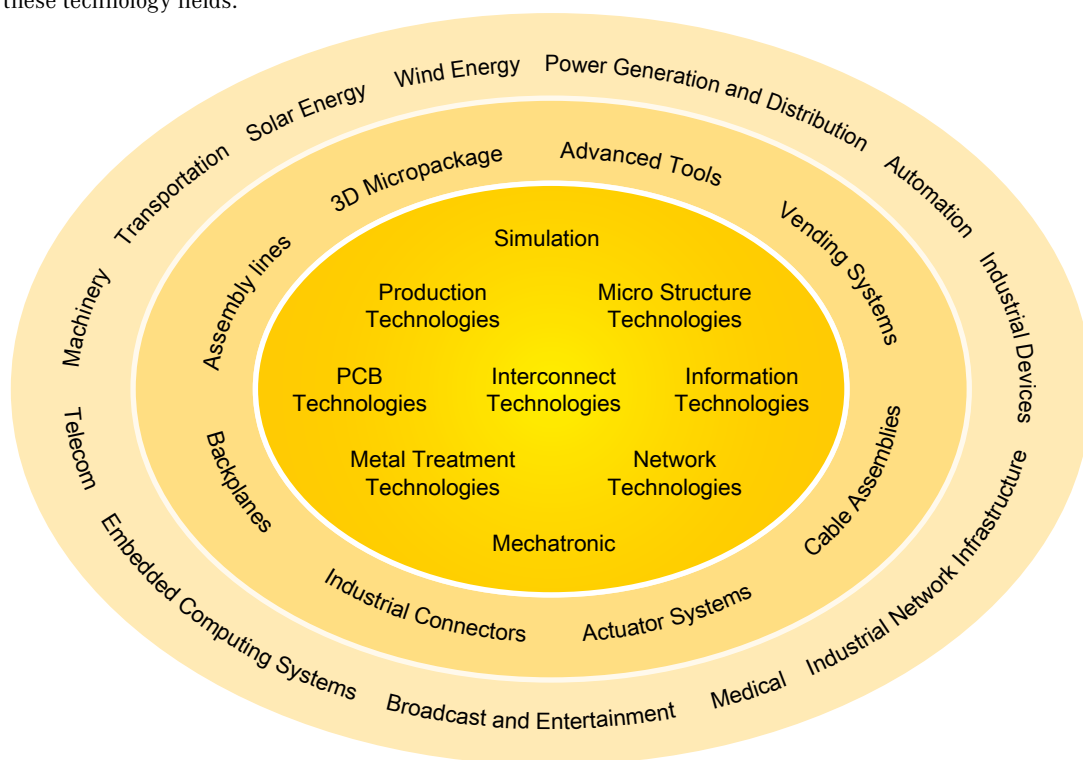 these technology fields.
Wind Energy
Power Generation and Distribution
Solar Energy
Automation
Transportation
Industrial Devices
Machinery
Telecom
Industrial Network Infrastructure
Embedded Computing Systems
Medical
Broadcast and Entertainment
3D Micropackage
Advanced Tools
Vending Systems
Assembly lines
Backplanes
Cable Assemblies
Industrial Connectors
Actuator Systems
Simulation
Production
Technologies
Micro Structure
Technologies
PCB
Technologies
Interconnect
Technologies
Information
Technologies
Metal Treatment
Technologies
Network
Technologies
Mechatronic